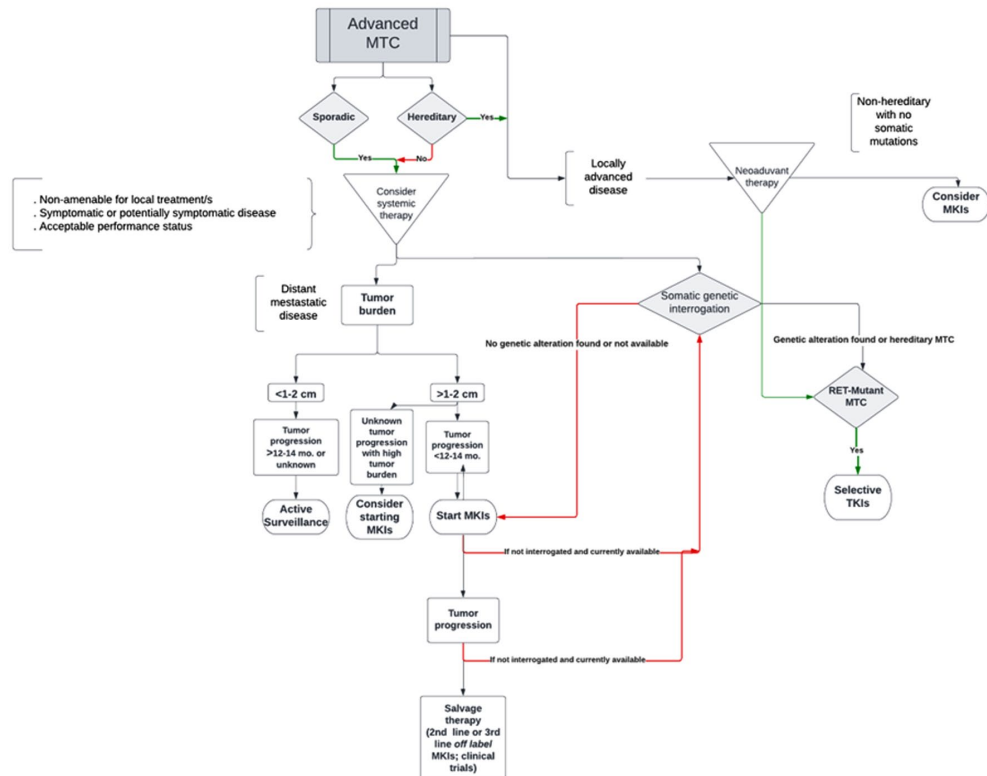 Advanced
MTC
Sporadic
Hereditary
Yes
Yes
No
Non-hereditary
with no
somatic
mutations
Locally
advanced
disease
Neoaduvant
therapy
Consider
MKIs
. Non-amenable for local treatment/s
. Symptomatic or potentially symptomatic disease
. Acceptable performance status
Consider
systemic
therapy
Distant
mestastatic
disease
Tumor
burden
Somatic genetic
interrogation
No genetic alteration found or not available
Genetic alteration found or hereditary MTC
RET-Mutant
MTC
Yes
Selective
TKIs
<1-2 cm
>1-2 cm
Tumor
progression
>12-14 mo. or
unknown
Unknown
tumor
progression
with high
tumor
burden
Tumor
progression
<12-14 mo.
Active
Surveillance
Consider
starting
MKIs
Start MKIs
If not interrogated and currently available
Tumor
progression
If not interrogated and currently available
Salvage
therapy
(2nd line or 3rd
line off label
MKIs; clinical
trials)